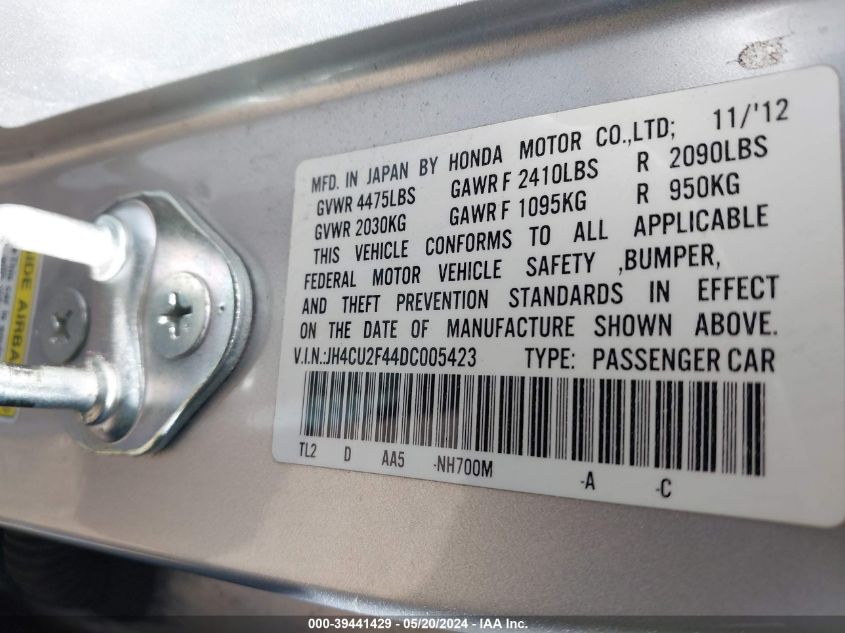 MFD. IN JAPAN BY HONDA MOTOR CO.,LTD; 11/'12
GVWR 4475LBS GAWR F 2410LBS R 2090LBS
GVWR 2030KG GAWR F 1095KG R 950KG
THIS VEHICLE CONFORMS TO ALL APPLICABLE
FEDERAL MOTOR VEHICLE SAFETY ,BUMPER,
AND THEFT PREVENTION STANDARDS IN EFFECT
ON THE DATE OF MANUFACTURE SHOWN ABOVE.
V.I.N.:JH4CU2F44DC005423 TYPE: PASSENGER CAR
TL2 D AA5 -NH700M -A -C
IDE AIRBA
000-39441429 - 05/20/2024 - IAA Inc.